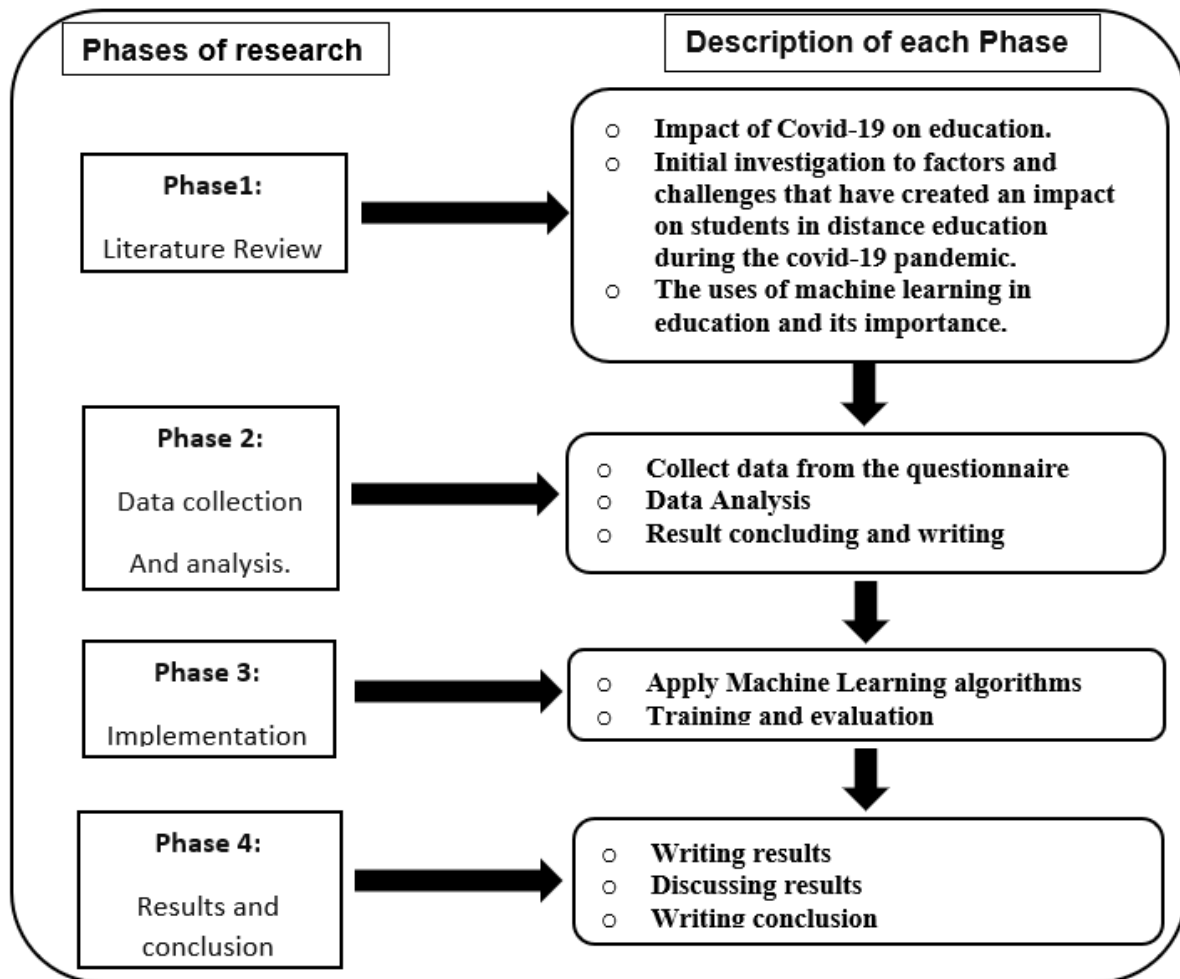 Phases of research
Description of each Phase
Phase1:
Literature Review
o Impact of Covid-19 on education.
o Initial investigation to factors and
challenges that have created an impact
on students in distance education
during the covid-19 pandemic.
o The uses of machine learning in
education and its importance.
Phase 2:
Data collection
And analysis.
o Collect data from the questionnaire
o Data Analysis
o Result concluding and writing
Phase 3:
Implementation
o Apply Machine Learning algorithms
o Training and evaluation
Phase 4:
Results and
conclusion
o Writing results
o Discussing results
o Writing conclusion